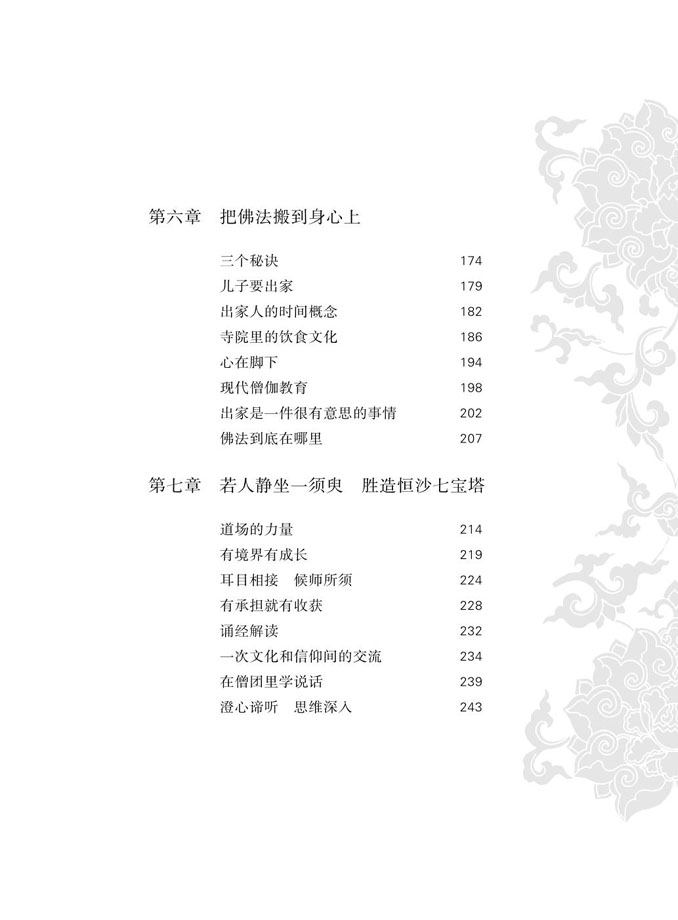 第六章　把佛法搬到身心上
三个秘诀　174
儿子要出家　179
出家人的时间概念　182
寺院里的饮食文化　186
心在脚下　194
现代僧伽教育　198
出家是一件很有意思的事情　202
佛法到底在哪里　207
第七章　若人静坐一须臾　胜造恒沙七宝塔
道场的力量　214
有境界有成长　219
耳目相接　候师所须　224
有承担就有收获　228
诵经解读　232
一次文化和信仰间的交流　234
在僧团里学说话　239
澄心谛听　思维深入　243